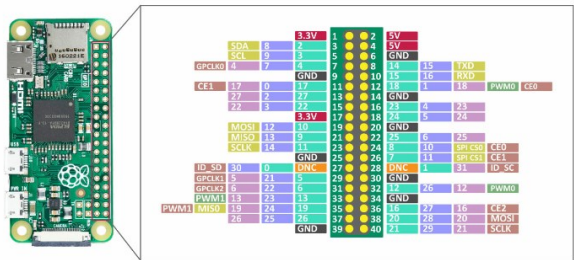 HDMI
USB
PWR IN
3.3V 1 2 5V
SDA 8 2 3 4 5V
SCL 9 3 5 6 GND
GPCLK0 4 7 4 7 8 14 15 TXD
GND 9 10 15 16 RXD
CE1 17 0 17 11 12 18 1 18 PWM0 CE0
27 2 27 13 14 GND
22 3 22 15 16 23 4 23
3.3V 17 18 24 5 24
MOSI 12 10 19 20 GND
MISO 13 9 21 22 25 6 25
SCLK 14 11 23 24 8 10 SPI CS0 CE0
GND 25 26 7 11 SPI CS1 CE1
ID_SD 30 0 DNC 27 28 DNC 1 31 ID_SC
GPCLK1 5 21 5 29 30 GND
GPCLK2 6 22 6 31 32 12 26 12 PWM0
PWM1 13 23 13 33 34 GND
PWM1 MISO 19 24 19 35 36 16 27 16 CE2
26 25 26 37 38 20 28 20 MOSI
GND 39 40 21 29 21 SCLK